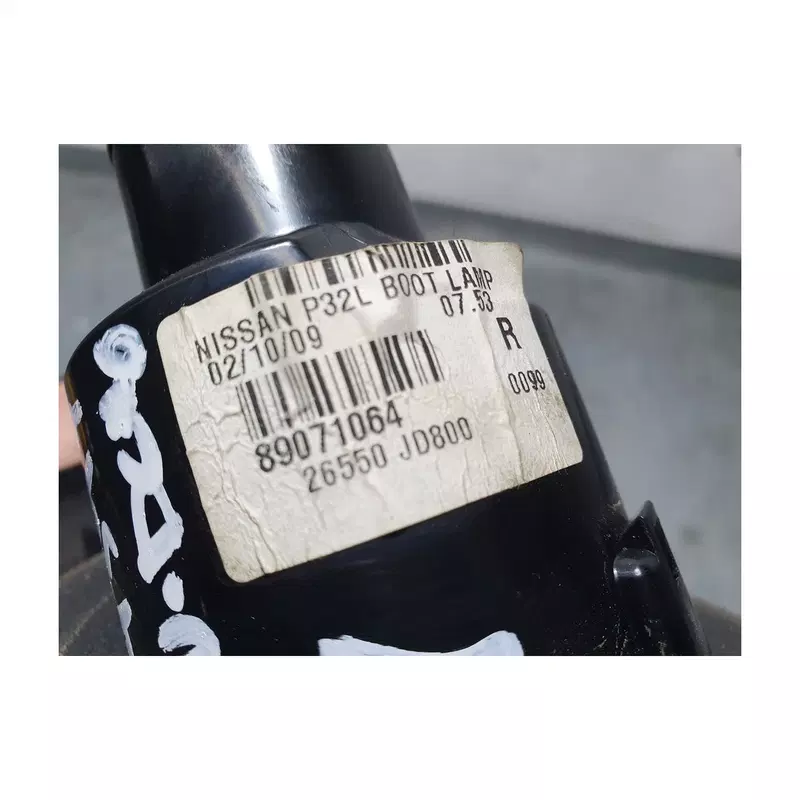 NISSAN P32L BOOT LAMP
02/10/09 07.53
R
0099
89071064
26550 JD800